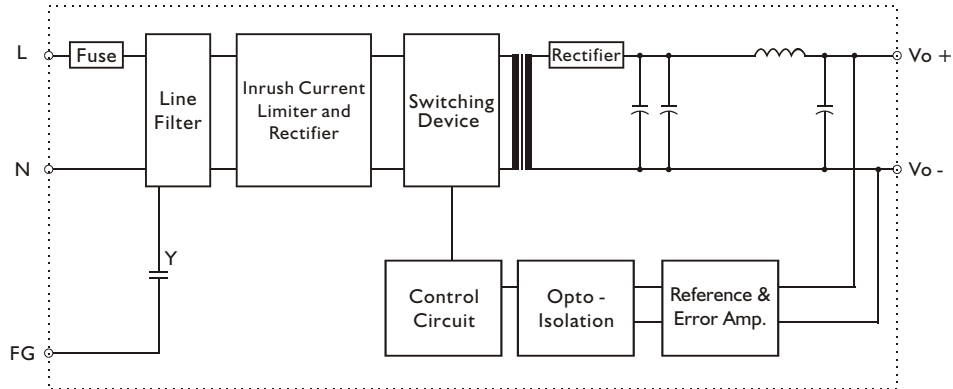 L
Fuse
Line
Filter
Inrush Current
Limiter and
Rectifier
Switching
Device
Rectifier
Vo +
N
Vo -
Y
Control
Circuit
Opto -
Isolation
Reference &
Error Amp.
FG